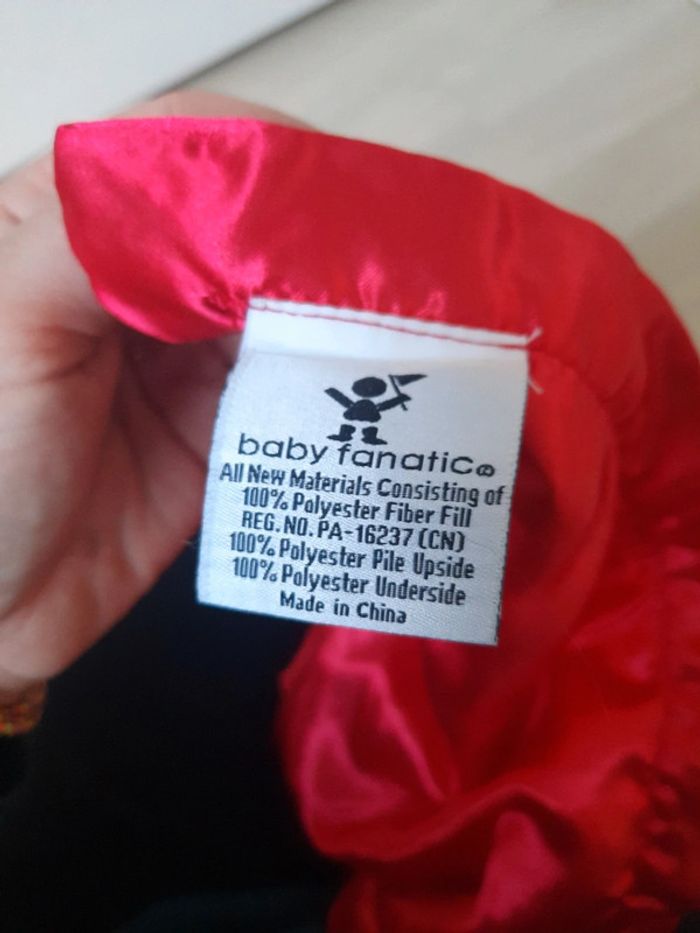 baby fanatic®
All New Materials Consisting of
100% Polyester Fiber Fill
REG. NO. PA-16237 (CN)
100% Polyester Pile Upside
100% Polyester Underside
Made in China